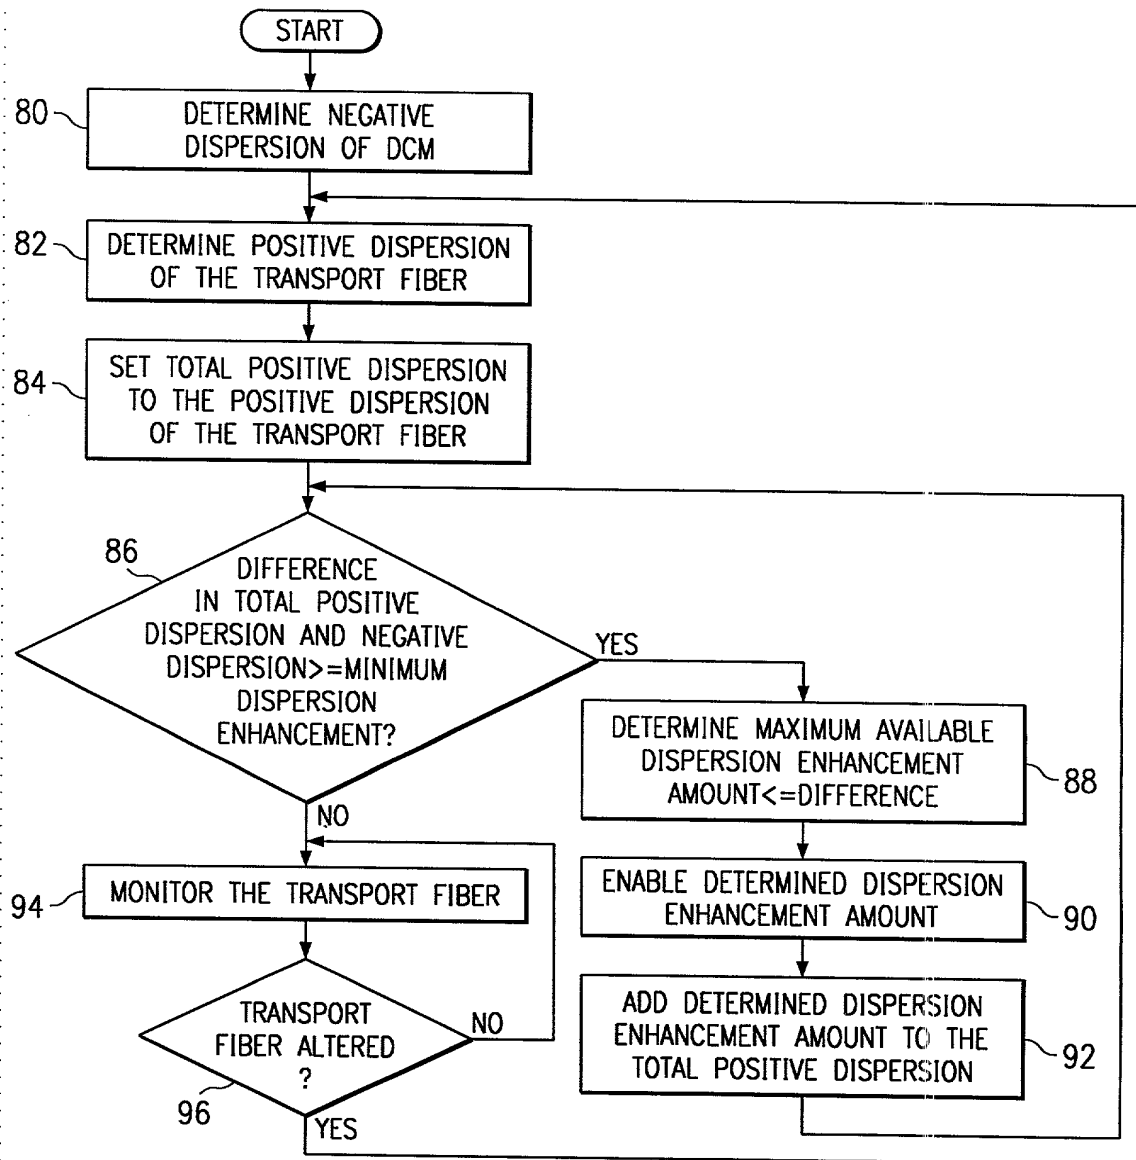 START
80
DETERMINE NEGATIVE
DISPERSION OF DCM
82
DETERMINE POSITIVE DISPERSION
OF THE TRANSPORT FIBER
84
SET TOTAL POSITIVE DISPERSION
TO THE POSITIVE DISPERSION
OF THE TRANSPORT FIBER
86
DIFFERENCE
IN TOTAL POSITIVE
DISPERSION AND NEGATIVE
DISPERSION>=MINIMUM
DISPERSION
ENHANCEMENT?
YES
NO
DETERMINE MAXIMUM AVAILABLE
DISPERSION ENHANCEMENT
AMOUNT<=DIFFERENCE
88
ENABLE DETERMINED DISPERSION
ENHANCEMENT AMOUNT
90
ADD DETERMINED DISPERSION
ENHANCEMENT AMOUNT TO THE
TOTAL POSITIVE DISPERSION
92
94
MONITOR THE TRANSPORT FIBER
TRANSPORT
FIBER ALTERED
?
NO
96
YES